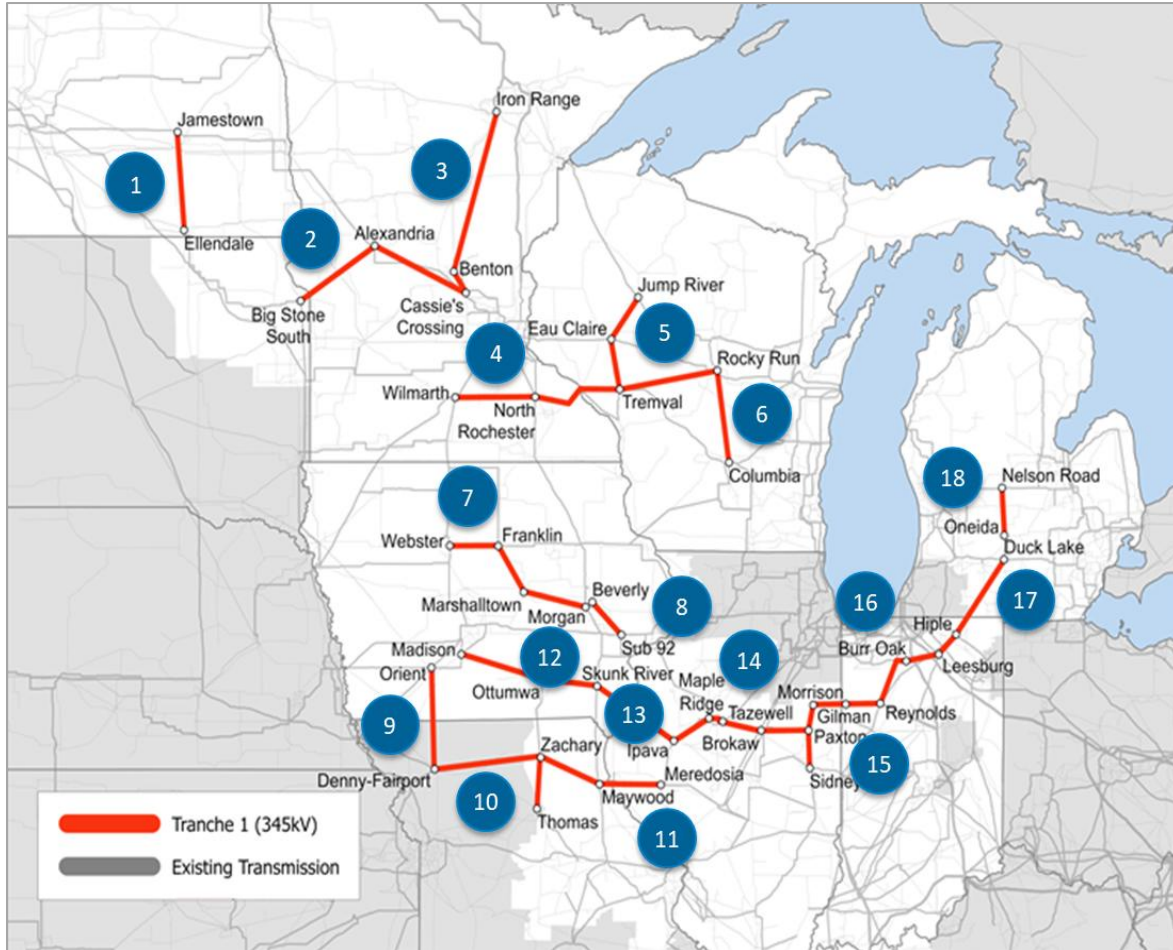 Iron Range
Jamestown
3
1
2
Alexandria
Ellendale
Benton
Jump River
Big Stone
South
Cassie's
Crossing
Eau Claire
5
4
Rocky Run
Wilmarth
North
Rochester
Tremval
6
Columbia
18
Nelson Road
7
Oneida
Webster
Franklin
Duck Lake
Marshalltown
Beverly
Morgan
8
16
17
Sub 92
Hiple
Madison
12
14
Burr Oak
Leesburg
Orient
Skunk River
Ottumwa
Maple
Ridge
Morrison
9
13
Tazewell
Gilman
Reynolds
Ipava
Brokaw
Paxton
Zachary
15
Denny-Fairport
Meredosia
Sidney
10
Maywood
Thomas
11
Tranche 1 (345kV)
Existing Transmission